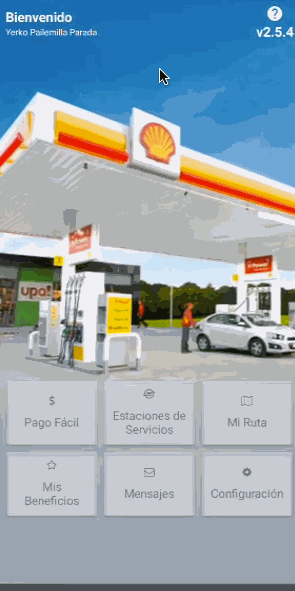 Bienvenido
Yerko Pailemilla Parada
?
v2.5.4
upa!
$
Pago Fácil
Estaciones de
Servicios
Mi Ruta
Mis
Beneficios
Mensajes
Configuración